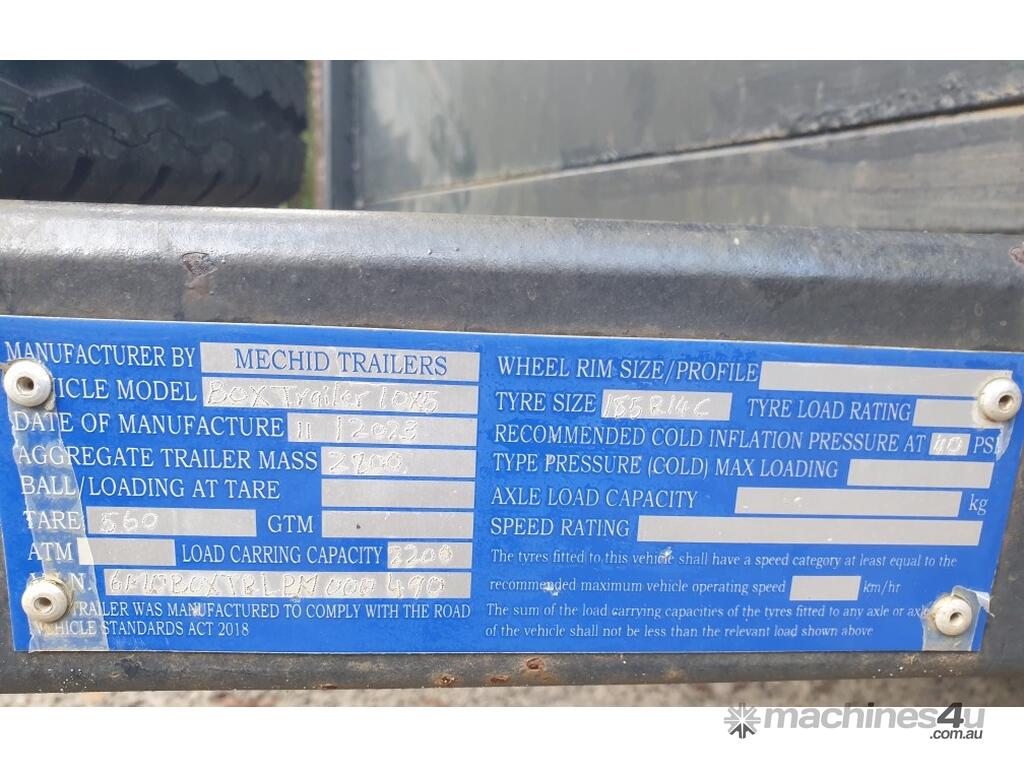 MANUFACTURER BY MECHID TRAILERS
VEHICLE MODEL Box Trailer 10x5
DATE OF MANUFACTURE 11 / 2023
AGGREGATE TRAILER MASS 2800
BALL/LOADING AT TARE
TARE 560 GTM
ATM LOAD CARRING CAPACITY 2200
TRAILER WAS MANUFACTURED TO COMPLY WITH THE ROAD
VEHICLE STANDARDS ACT 2018
WHEEL RIM SIZE/PROFILE
TYRE SIZE R14C TYRE LOAD RATING
RECOMMENDED COLD INFLATION PRESSURE AT 40 PSI
TYPE PRESSURE (COLD) MAX LOADING
AXLE LOAD CAPACITY kg
SPEED RATING
The tyres fitted to this vehicle shall have a speed category at least equal to the
recommended maximum vehicle operating speed km/hr
The sum of the load carrying capacities of the tyres fitted to any axle or axle
of the vehicle shall not be less than the relevant load shown above
machines4u
.com.au